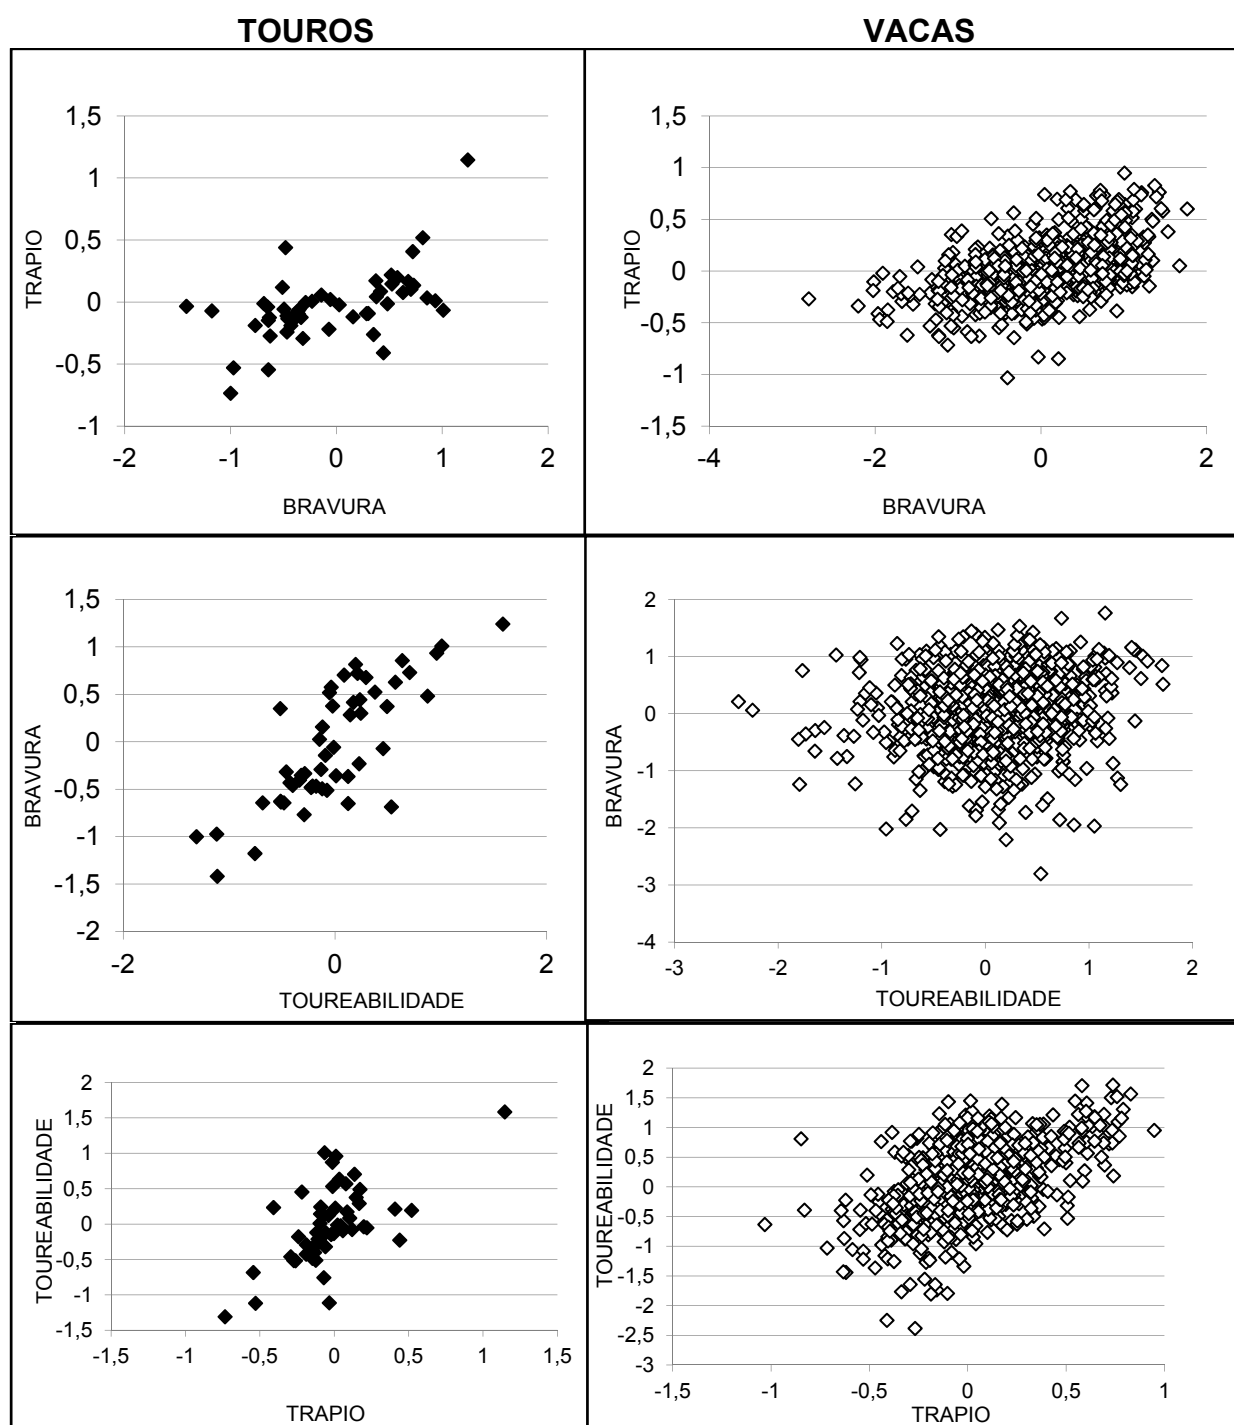 TOUROS VACAS
1,5
1
0,5
0
-0,5
-1
-2 -1 0 1 2
TRAPIO
BRAVURA
1,5
1
0,5
0
-0,5
-1
-1,5
-4 -2 0 2
TRAPIO
BRAVURA
1,5
1
0,5
0
-0,5
-1
-1,5
-2
-2 0 2
BRAVURA
TOUREABILIDADE
2
1
0
-1
-2
-3
-4
-3 -1 0 1 2
BRAVURA
TOUREABILIDADE
2
1,5
1
0,5
0
-0,5
-1
-1,5
-1,5 -1 -0,5 0 0,5 1 1,5
TOUREABILIDADE
TRAPIO
2
1,5
1
0,5
0
-0,5
-1
-1,5
-2
-2,5
-3
-1,5 -1 -0,5 0 0,5 1
TOUREABILIDADE
TRAPIO